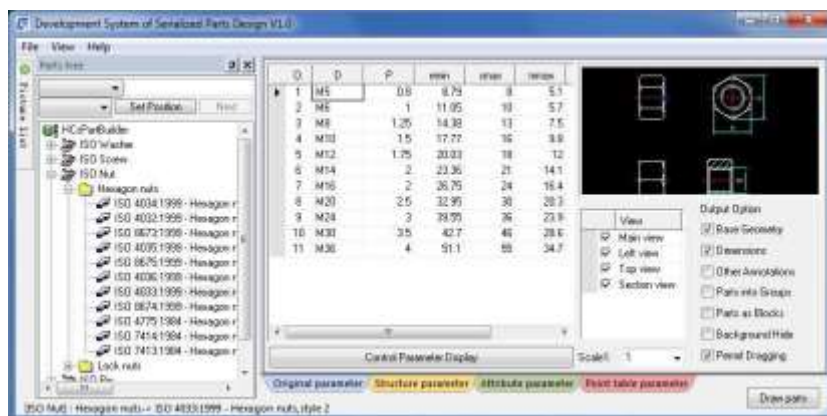 Development System of Serialized Parts Design V1.0
File View Help
Parts tree
Picture List
Set Position Next
HCcPartBuilder
ISO Washer
ISO Screw
ISO Nut
Hexagon nuts
ISO 4034:1999 - Hexagon r
ISO 4032:1999 - Hexagon r
ISO 8673:1999 - Hexagon r
ISO 4035:1999 - Hexagon r
ISO 8675:1999 - Hexagon r
ISO 4036:1999 - Hexagon r
ISO 4033:1999 - Hexagon r
ISO 8674:1999 - Hexagon r
ISO 4775:1984 - Hexagon r
ISO 7414:1984 - Hexagon r
ISO 7413:1984 - Hexagon r
Lock nuts
D P emin smax mmax
1 M5 0.8 8.79 8 5.1
2 M6 1 11.05 10 5.7
3 M8 1.25 14.38 13 7.5
4 M10 1.5 17.77 16 9.8
5 M12 1.75 20.03 18 12
6 M14 2 23.36 21 14.1
7 M16 2 26.75 24 16.4
8 M20 2.5 32.95 30 20.3
9 M24 3 39.55 36 23.9
10 M30 3.5 42.7 46 28.6
11 M36 4 51.1 55 34.7
Control Parameter Display
View
Main view
Left view
Top view
Section view
Scale1: 1
Output Option
Base Geometry
Dimensions
Other Annotations
Parts into Groups
Parts as Blocks
Background Hide
Permit Dragging
Original parameter Structure parameter Attribute parameter Point table parameter
Draw parts
[ISO Nut] : Hexagon nuts-> ISO 4033:1999 - Hexagon nuts, style 2